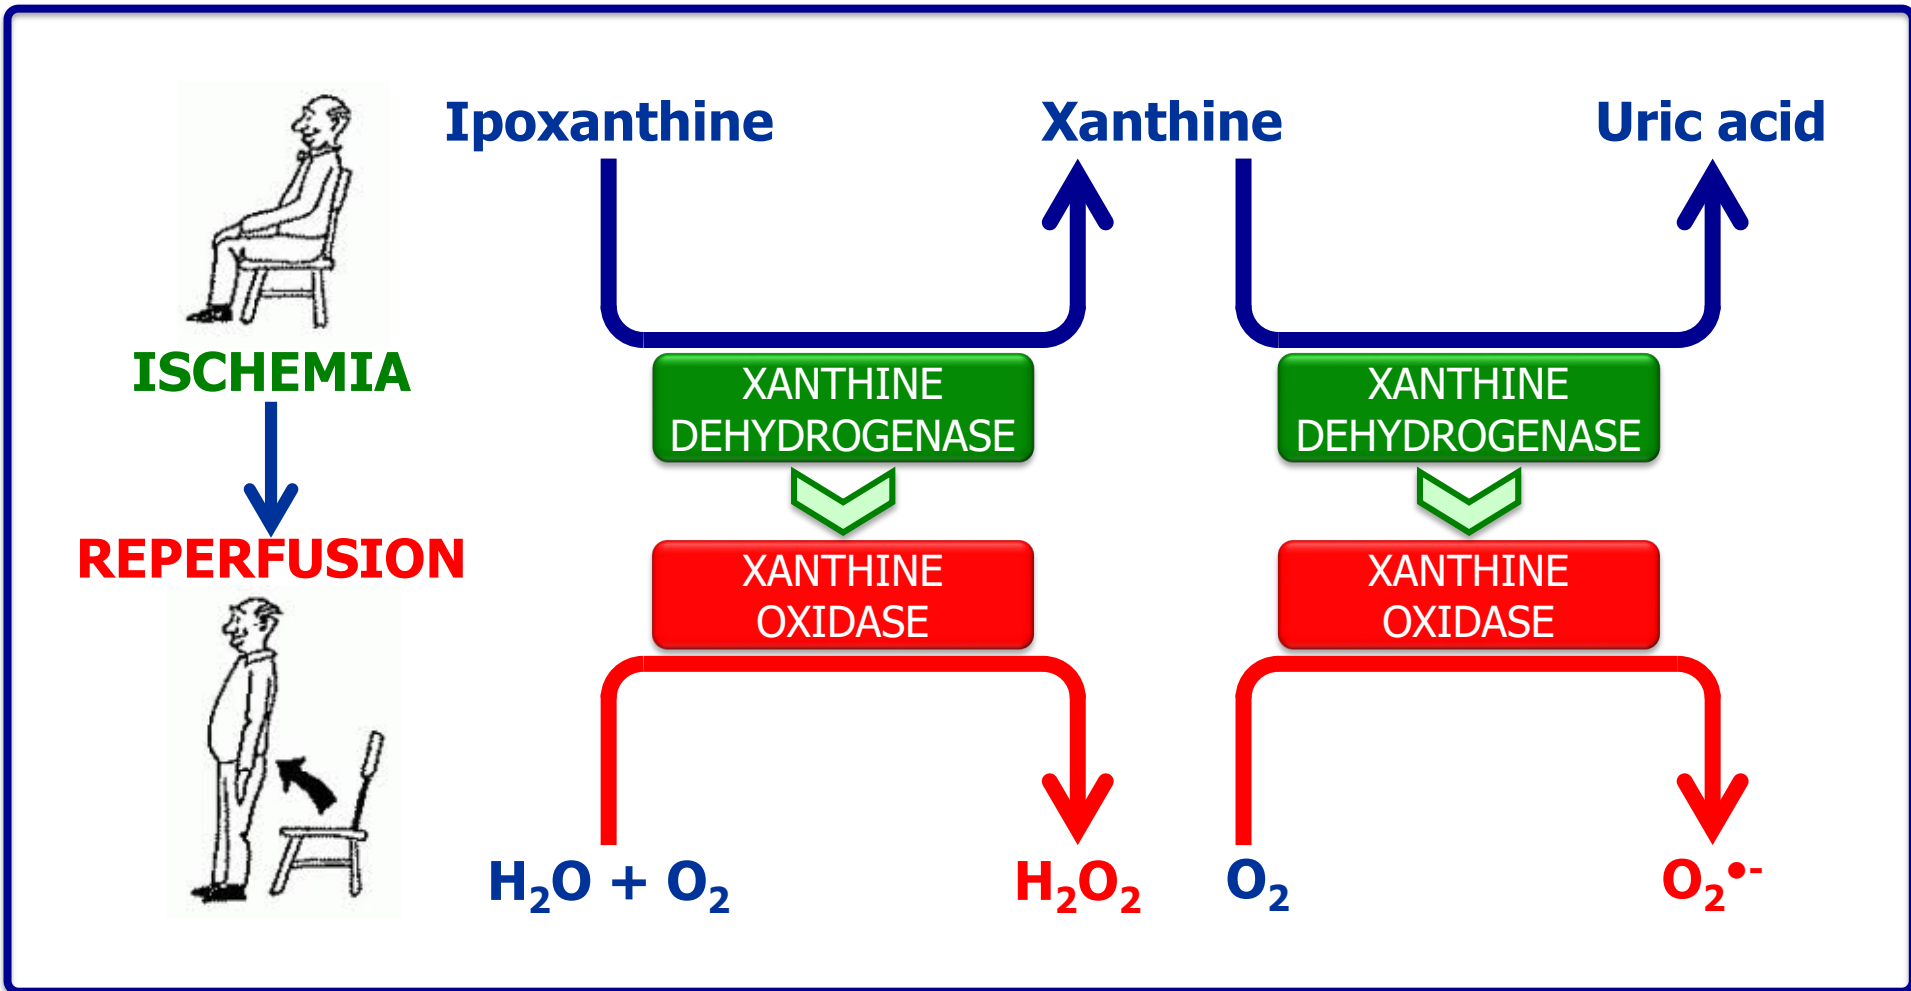 Ipoxanthine Xanthine Uric acid
ISCHEMIA
XANTHINE
DEHYDROGENASE
XANTHINE
DEHYDROGENASE
REPERFUSION
XANTHINE
OXIDASE
XANTHINE
OXIDASE
H₂O + O₂ H₂O₂ O₂ O₂•-